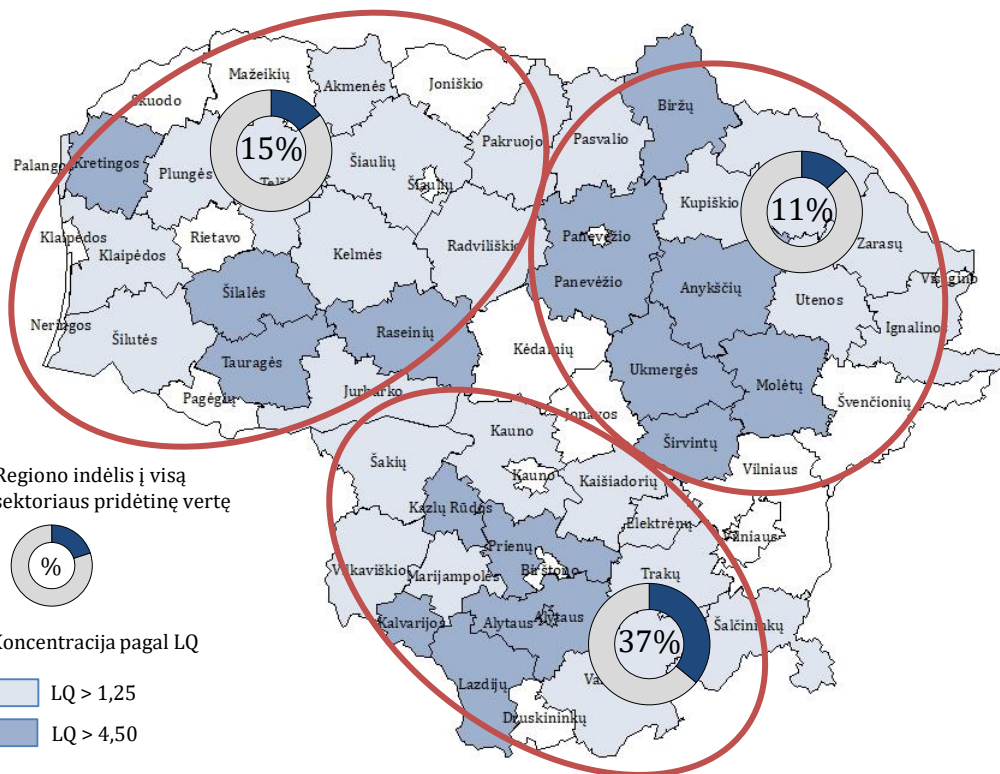 Skuodo
Mažeikių
Akmenės
Joniškio
Palangos
Kretingos
Plungės
15%
Šiaulių
Šiaulių
Pakruojo
Pasvalio
Biržų
Klaipėdos
Klaipėdos
Rietavo
Kelmės
Radviliškio
Panevėžio
Panevėžio
Kupiškio
11%
Zarasų
Visagino
Anykščių
Utenos
Ignalinos
Neringos
Šilutės
Šilalės
Tauragės
Raseinių
Kėdainių
Ukmergės
Molėtų
Švenčionių
Pagėgių
Jurbarko
Jonavos
Širvintų
Vilniaus
Šakių
Kauno
Kauno
Kaišiadorių
Kazlų Rūdos
Elektrėnų
Vilniaus
Prienų
Birštono
Vilkaviškio
Marijampolės
Trakų
Kalvarijos
Alytaus
Alytaus
37%
Šalčininkų
Lazdijų
Druskininkų
Regiono indėlis į visą
sektoriaus pridėtinę vertę
%
Koncentracija pagal LQ
LQ > 1,25
LQ > 4,50